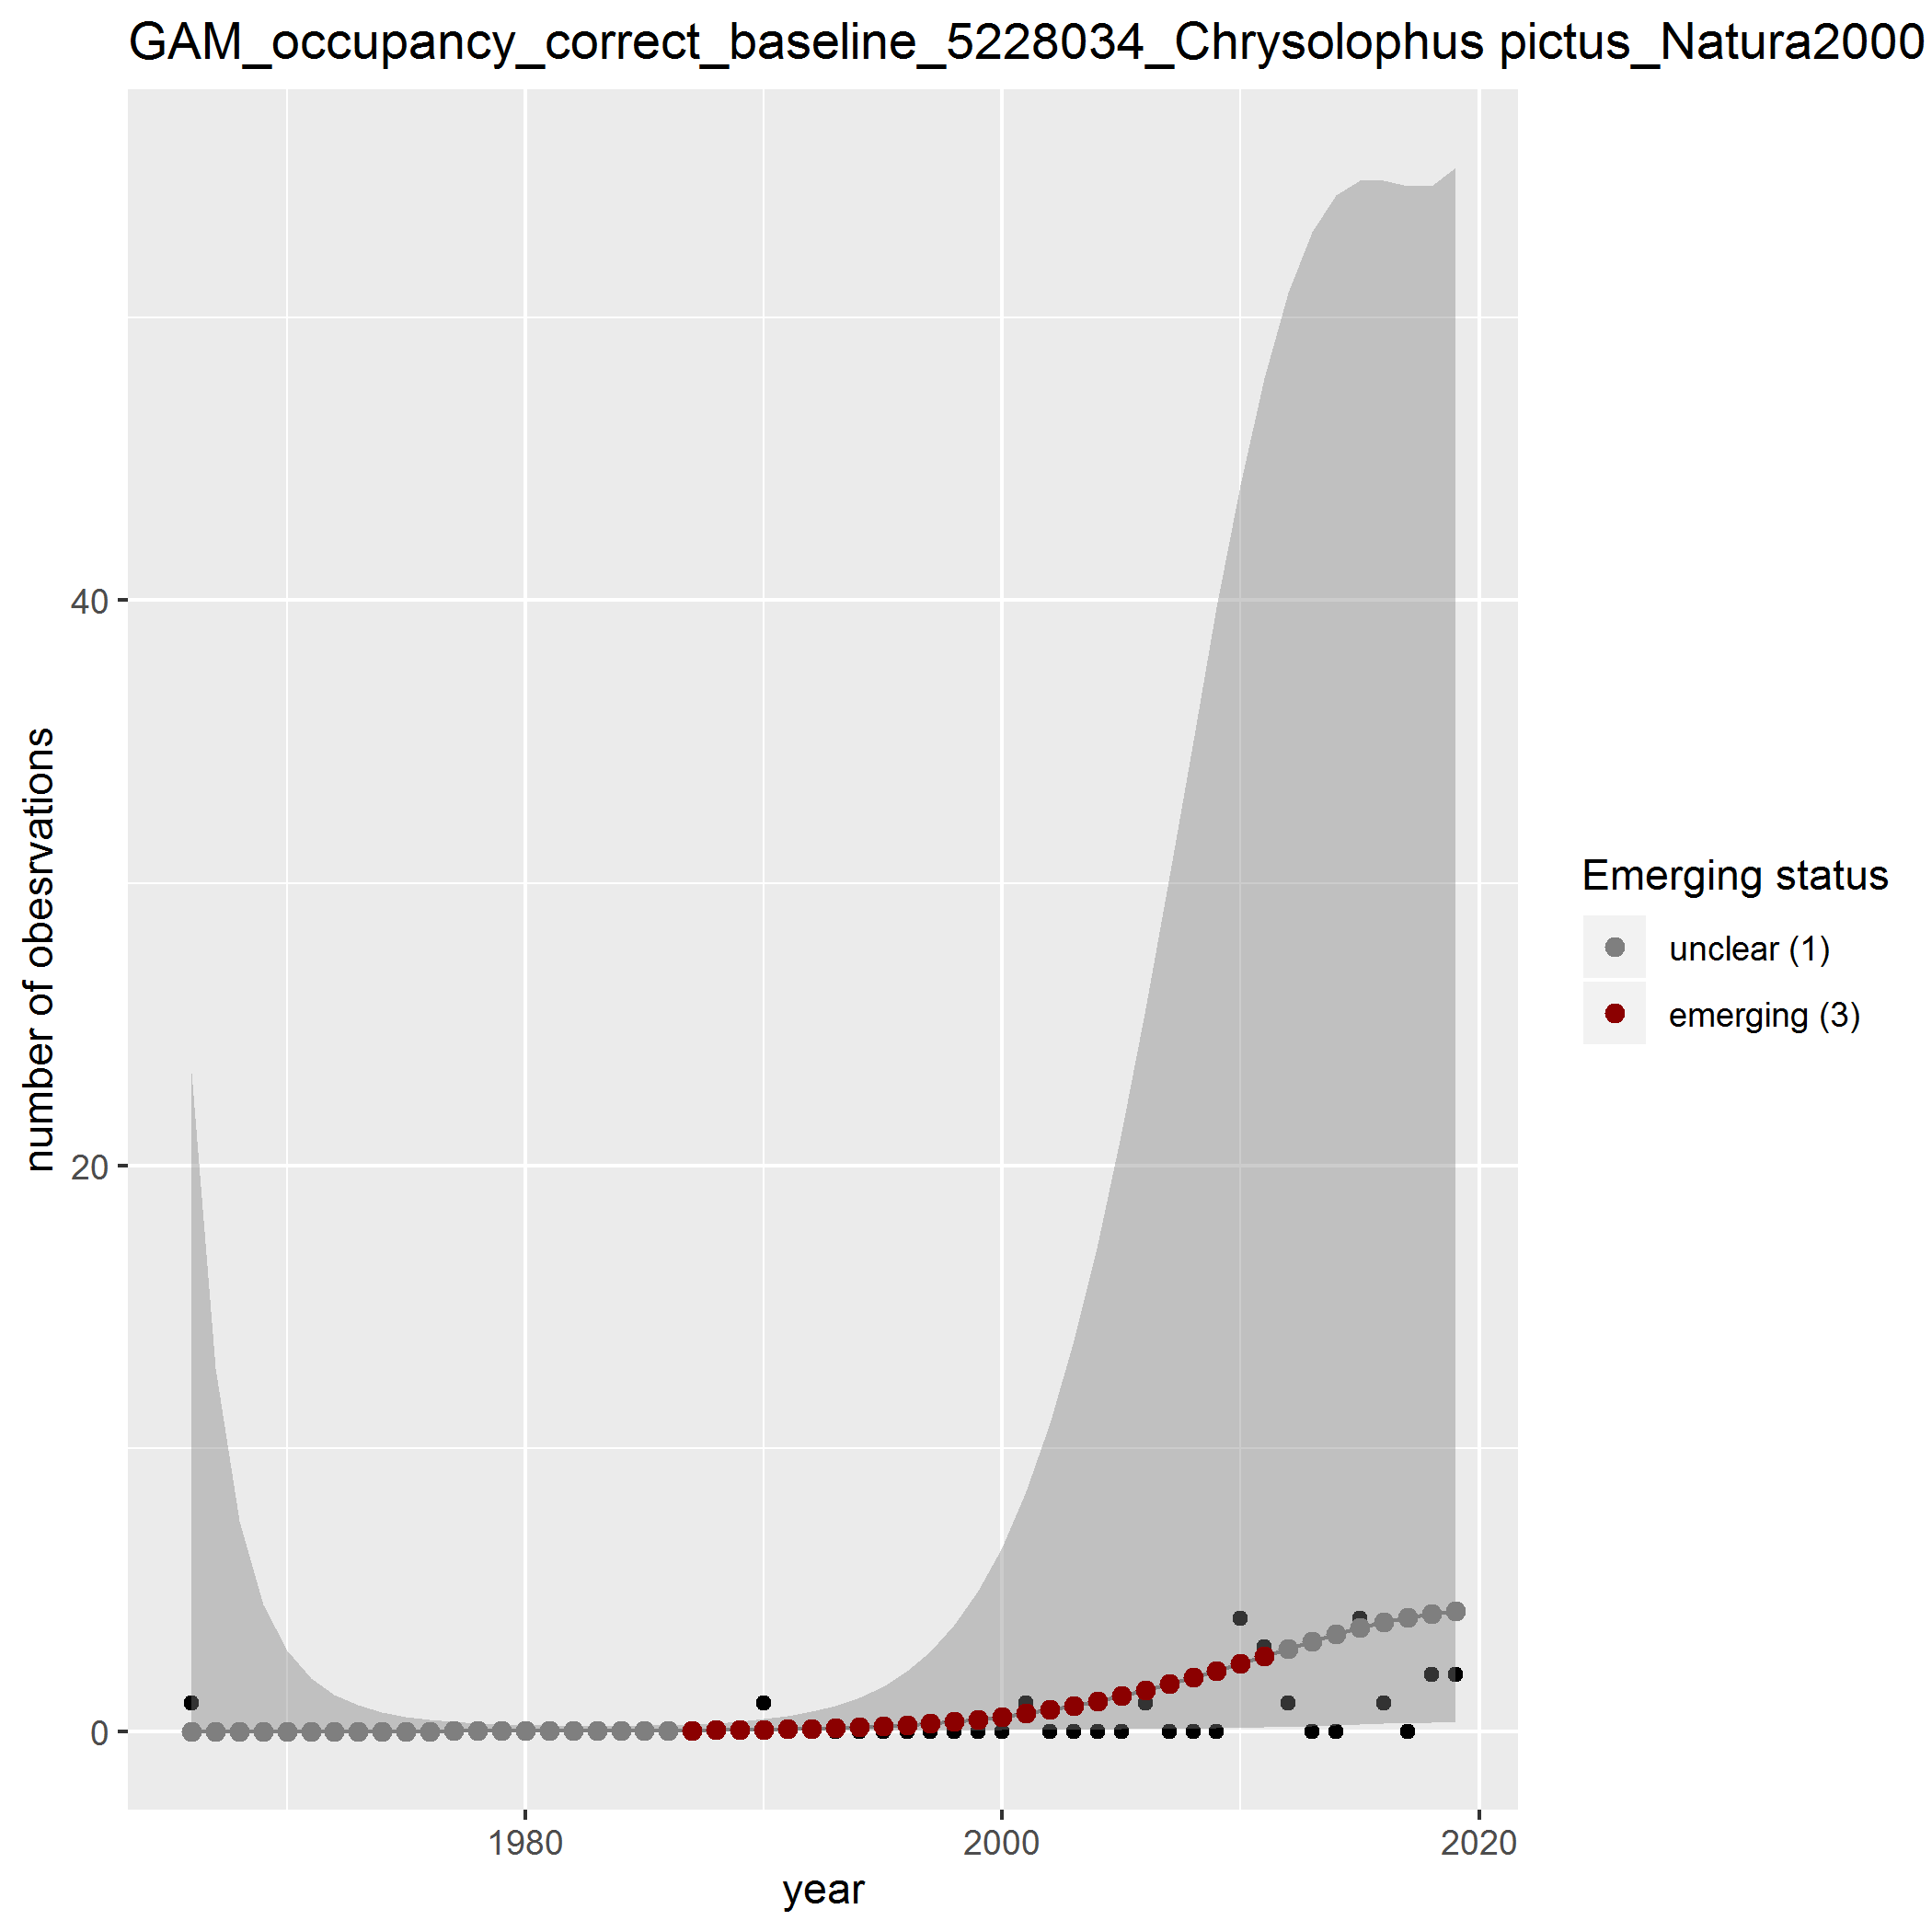 GAM_occupancy_correct_baseline_5228034_Chrysolophus pictus_Natura2000
number of obesrvations
40
20
0
1980
2000
2020
year
Emerging status
unclear (1)
emerging (3)